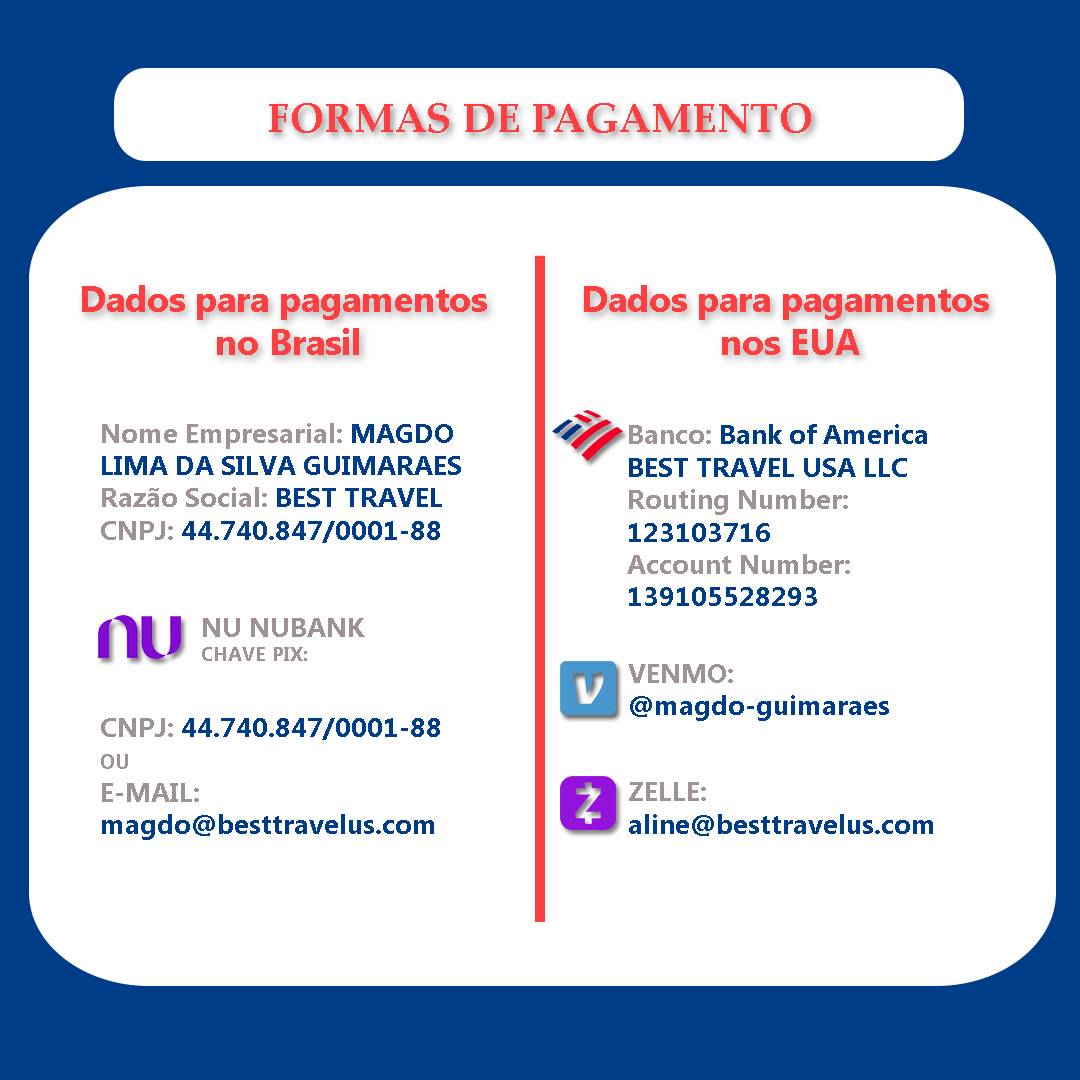 FORMAS DE PAGAMENTO
Dados para pagamentos
no Brasil
Nome Empresarial: MAGDO
LIMA DA SILVA GUIMARAES
Razão Social: BEST TRAVEL
CNPJ: 44.740.847/0001-88
nu NU NUBANK
CHAVE PIX:
CNPJ: 44.740.847/0001-88
OU
E-MAIL:
magdo@besttravelus.com
Dados para pagamentos
nos EUA
Banco: Bank of America
BEST TRAVEL USA LLC
Routing Number:
123103716
Account Number:
139105528293
VENMO:
@magdo-guimaraes
ZELLE:
aline@besttravelus.com